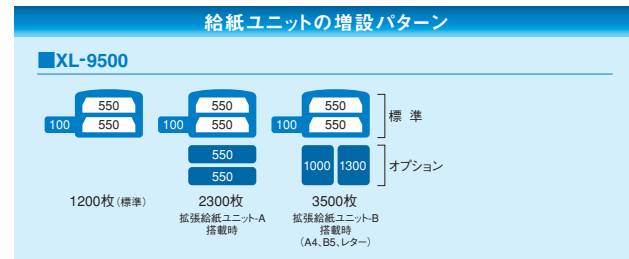 給紙ユニットの増設パターン
■XL-9500
550
100 550
550
100 550
550
100 550
標 準
550
550
1000 1300
オプション
1200枚(標準)
2300枚
拡張給紙ユニット-A
搭載時
3500枚
拡張給紙ユニット-B
搭載時
(A4、B5、レター)